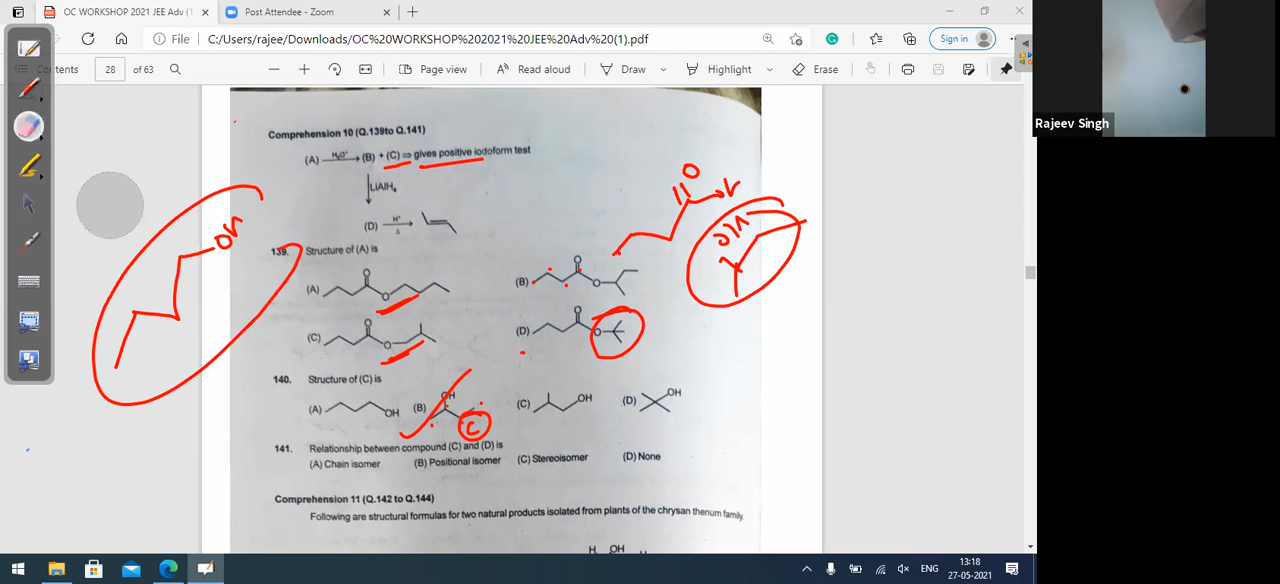 OC WORKSHOP 2021 JEE Adv (1
Post Attendee - Zoom
File
C:/Users/rajee/Downloads/OC%20WORKSHOP%202021%20JEE%20Adv%20(1).pdf
Sign in
Contents
28 of 63
Page view
Read aloud
Draw
Highlight
Erase
Rajeev Singh
Comprehension 10 (Q.139to Q.141)
(A) H₃O⁺ (B) + (C) ⇒ gives positive iodoform test
LiAlH₄
(D) H⁺ Δ
139. Structure of (A) is
(A) O O
(B) O O
(C) O O
(D) O O
OH
O
140. Structure of (C) is
(A) OH
(B) OH
C
(C) OH
(D) OH
141. Relationship between compound (C) and (D) is
(A) Chain isomer (B) Positional isomer (C) Stereoisomer (D) None
Comprehension 11 (Q.142 to Q.144)
Following are structural formulas for two natural products isolated from plants of the chrysan thenum family.
H OH H
ENG
13:18
27-05-2021